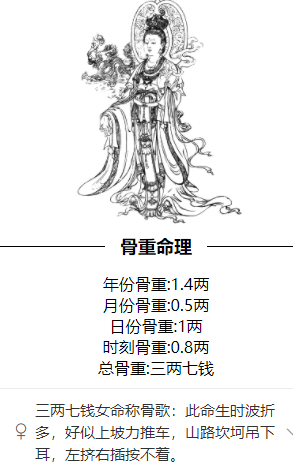 骨重命理
年份骨重:1.4两
月份骨重:0.5两
日份骨重:1两
时刻骨重:0.8两
总骨重:三两七钱
三两七钱女命称骨歌：此命生时波折
多，好似上坡力推车，山路坎坷吊下
耳，左挤右插按不着。